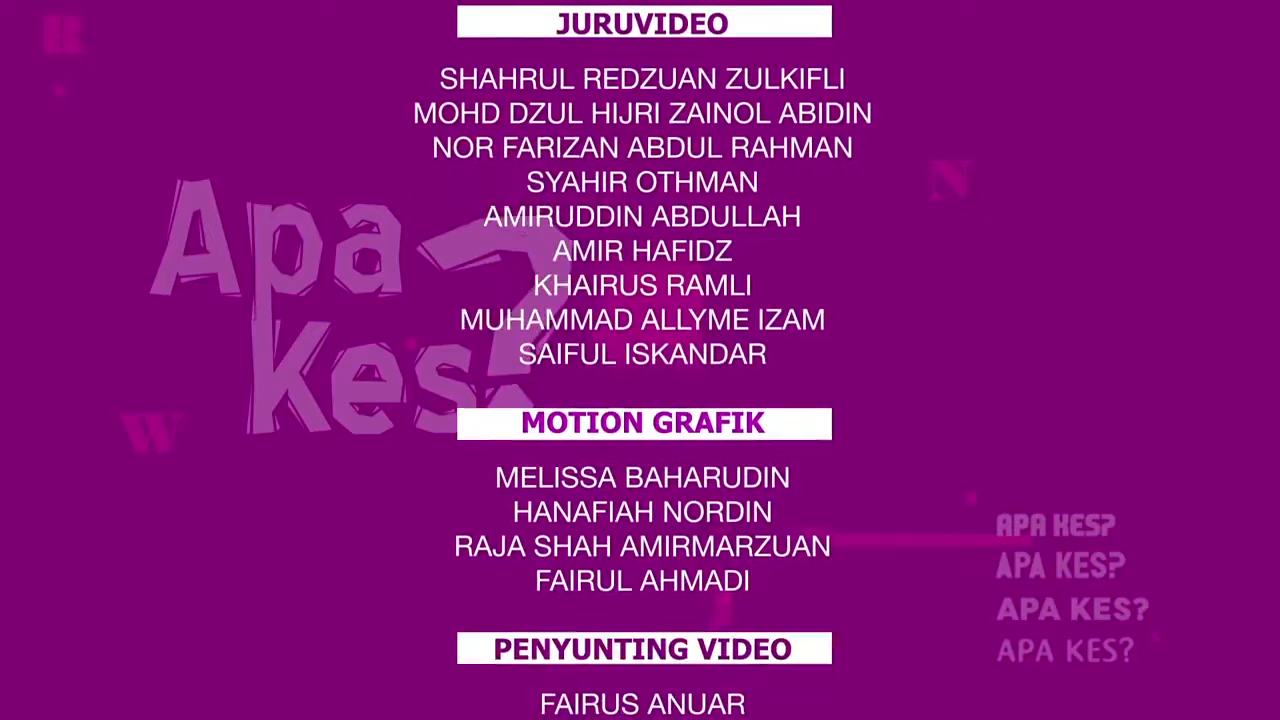 JURUVIDEO
SHAHRUL REDZUAN ZULKIFLI
MOHD DZUL HIJRI ZAINOL ABIDIN
NOR FARIZAN ABDUL RAHMAN
SYAHIR OTHMAN
AMIRUDDIN ABDULLAH
AMIR HAFIDZ
KHAIRUS RAMLI
MUHAMMAD ALLYME IZAM
SAIFUL ISKANDAR
MOTION GRAFIK
MELISSA BAHARUDIN
HANAFIAH NORDIN
RAJA SHAH AMIRMARZUAN
FAIRUL AHMADI
PENYUNTING VIDEO
FAIRUS ANUAR
Apa
Kes?
R
N
W
APA KES?
APA KES?
APA KES?
APA KES?